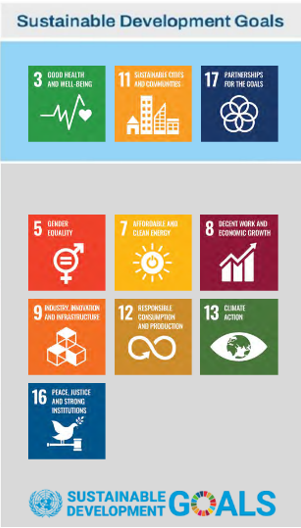 Sustainable Development Goals
3 GOOD HEALTH
AND WELL-BEING
11 SUSTAINABLE CITIES
AND COMMUNITIES
17 PARTNERSHIPS
FOR THE GOALS
5 GENDER
EQUALITY
7 AFFORDABLE AND
CLEAN ENERGY
8 DECENT WORK AND
ECONOMIC GROWTH
9 INDUSTRY, INNOVATION
AND INFRASTRUCTURE
12 RESPONSIBLE
CONSUMPTION
AND PRODUCTION
13 CLIMATE
ACTION
16 PEACE, JUSTICE
AND STRONG
INSTITUTIONS
SUSTAINABLE
DEVELOPMENT GOALS